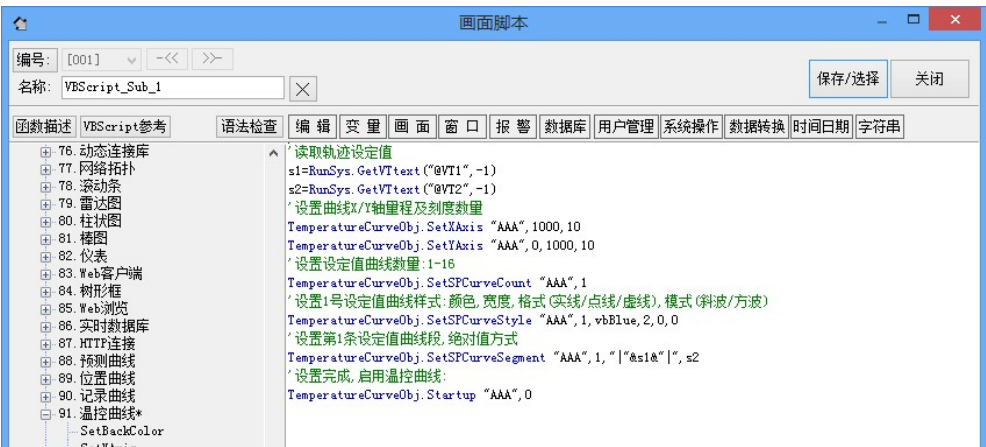 画面脚本
编号:
[001]
-<<
>>-
名称:
VBScript_Sub_1
保存/选择
关闭
函数描述
VBScript参考
语法检查
编 辑
变 量
画 面
窗 口
报 警
数据库
用户管理
系统操作
数据转换
时间日期
字符串
76.动态连接库
77.网络拓扑
78.滚动条
79.雷达图
80.柱状图
81.棒图
82.仪表
83.Web客户端
84.树形框
85.Web浏览
86.实时数据库
87.HTTP连接
88.预测曲线
89.位置曲线
90.记录曲线
91.温控曲线*
SetBackColor
SetXAxis
'读取轨迹设定值
s1=RunSys.GetVTtext("@VT1",-1)
s2=RunSys.GetVTtext("@VT2",-1)
'设置曲线X/Y轴量程及刻度数量
TemperatureCurveObj.SetXAxis "AAA",1000,10
TemperatureCurveObj.SetYAxis "AAA",0,1000,10
'设置设定值曲线数量:1-16
TemperatureCurveObj.SetSPCurveCount "AAA",1
'设置1号设定值曲线样式:颜色,宽度,格式(实线/点线/虚线),模式(斜波/方波)
TemperatureCurveObj.SetSPCurveStyle "AAA",1,vbBlue,2,0,0
'设置第1条设定值曲线段,绝对值方式
TemperatureCurveObj.SetSPCurveSegment "AAA",1,"|"&s1&"|",s2
'设置完成,启用温控曲线:
TemperatureCurveObj.Startup "AAA",0